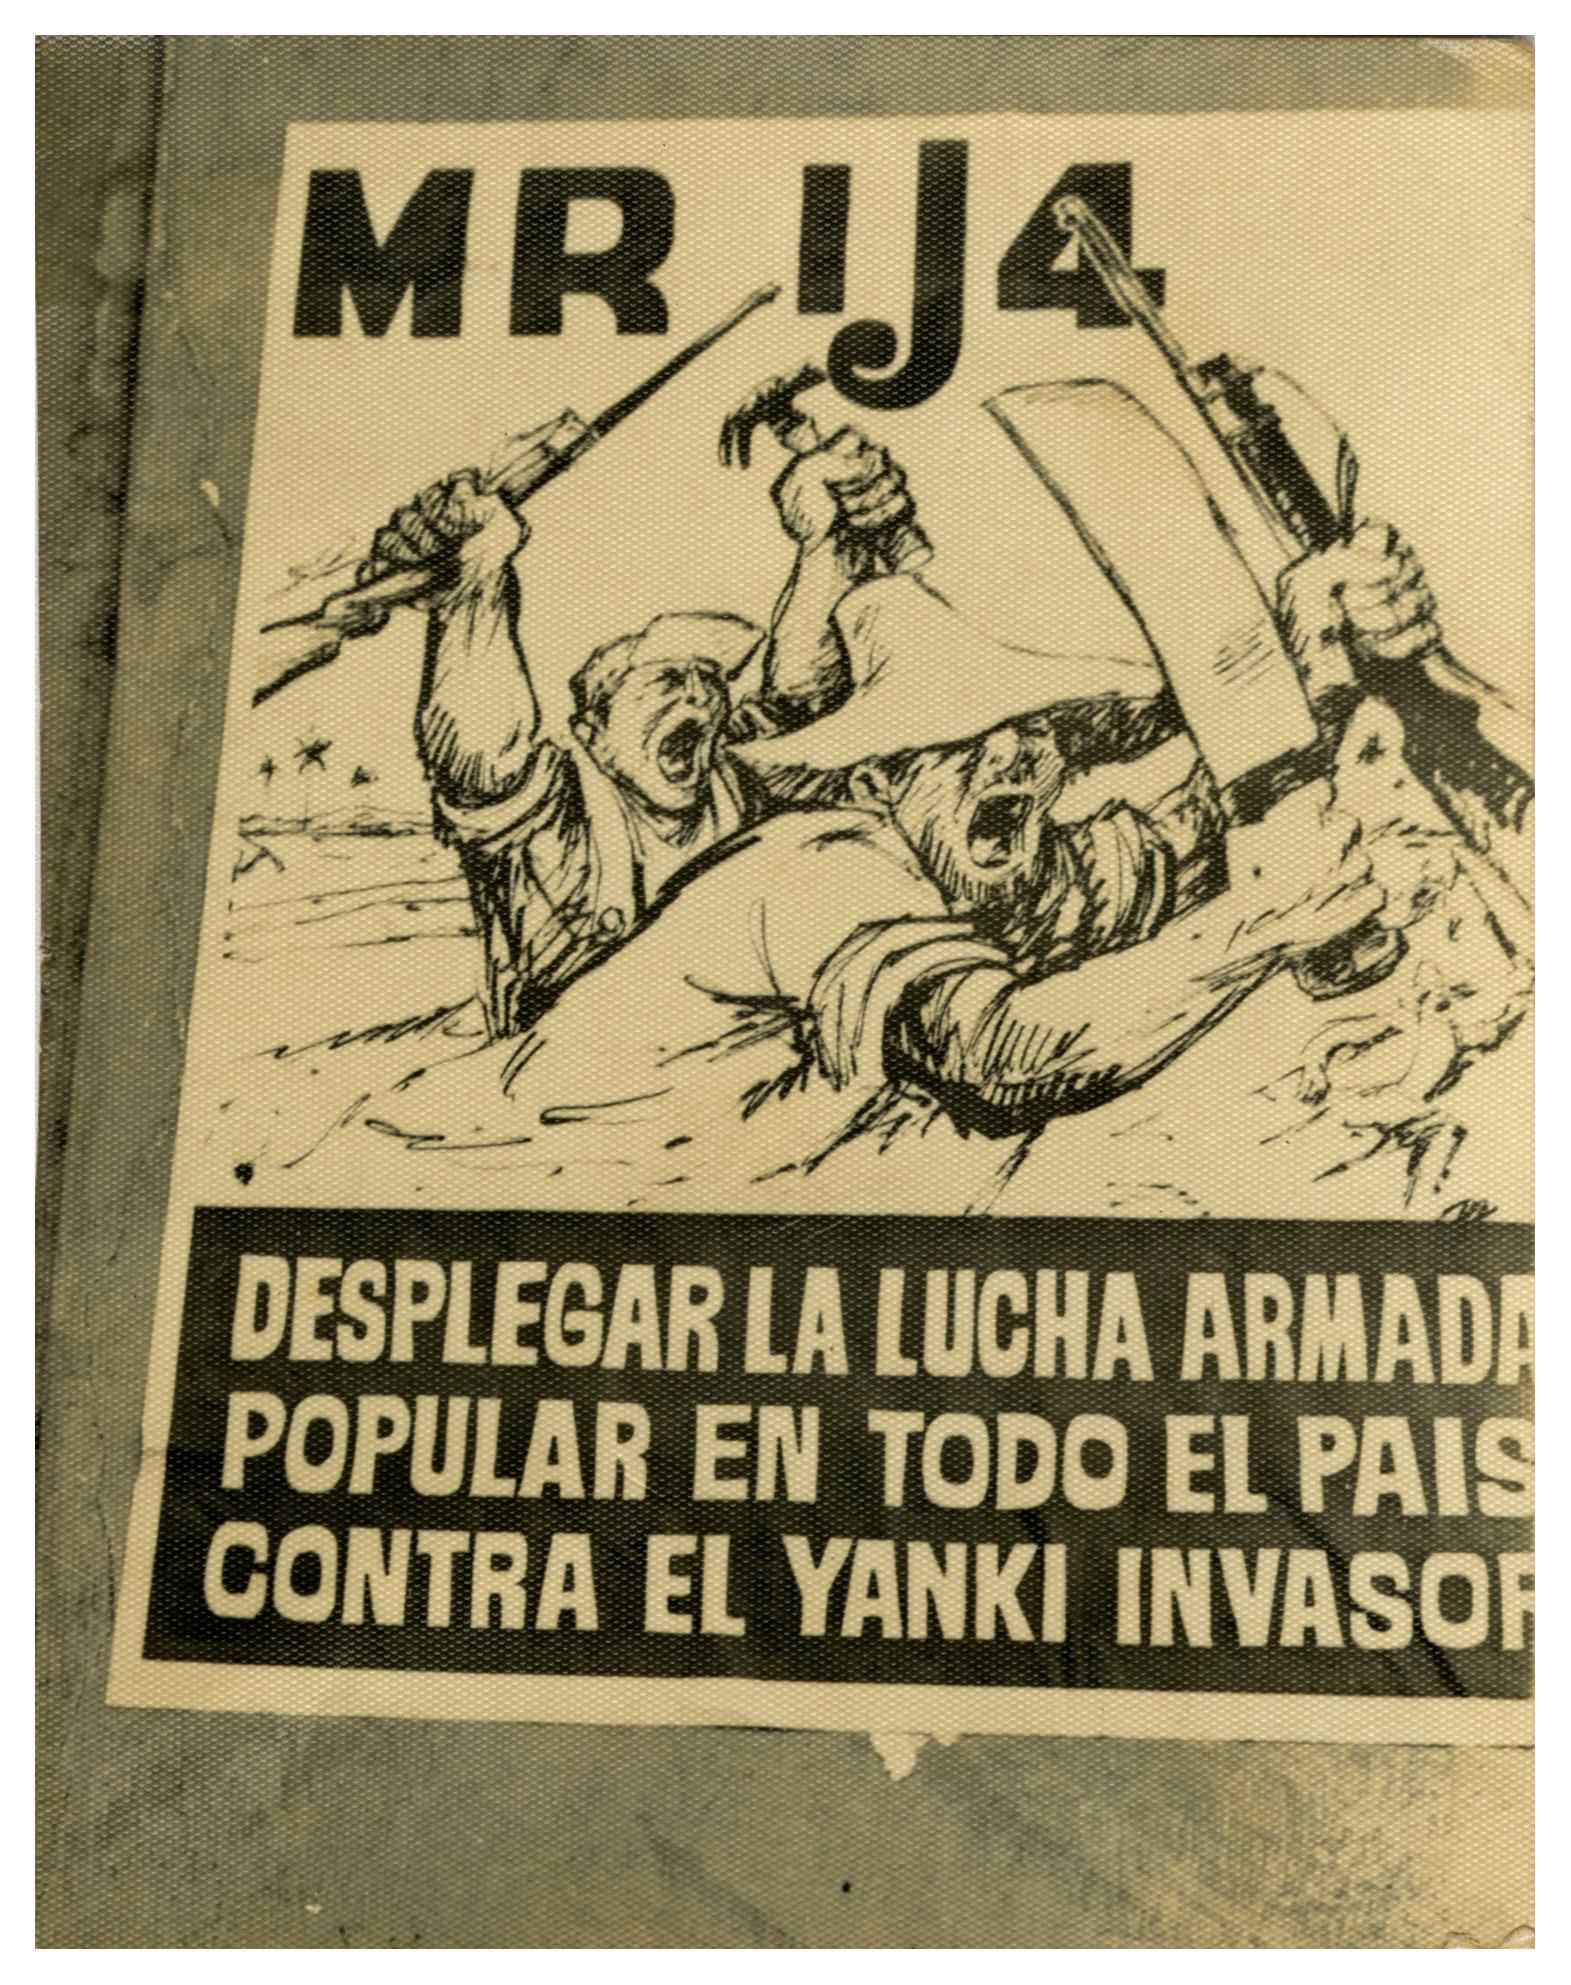 MR 1J4
DESPLEGAR LA LUCHA ARMADA
POPULAR EN TODO EL PAIS
CONTRA EL YANKI INVASOR